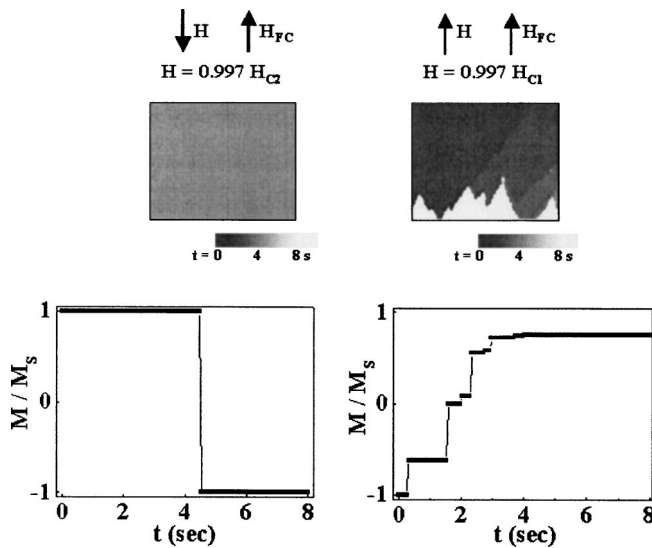 H H_FC H H_FC
H = 0.997 H_C2 H = 0.997 H_C1
t = 0 4 8 s t = 0 4 8 s
1 1
M / M_s M / M_s
0 0
-1 -1
0 2 4 6 8 0 2 4 6 8
t (sec) t (sec)